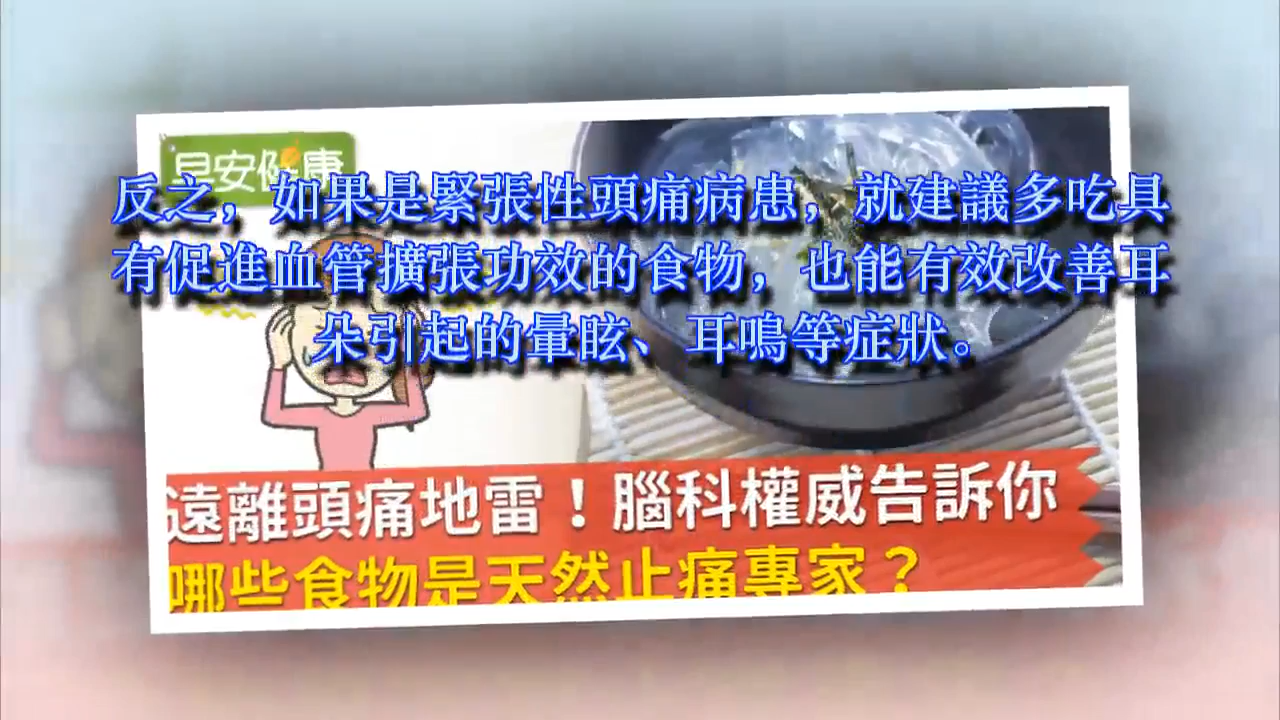 早安健康
反之，如果是緊張性頭痛病患，就建議多吃具
有促進血管擴張功效的食物，也能有效改善耳
朵引起的暈眩、耳鳴等症狀。
遠離頭痛地雷！腦科權威告訴你
哪些食物是天然止痛專家？